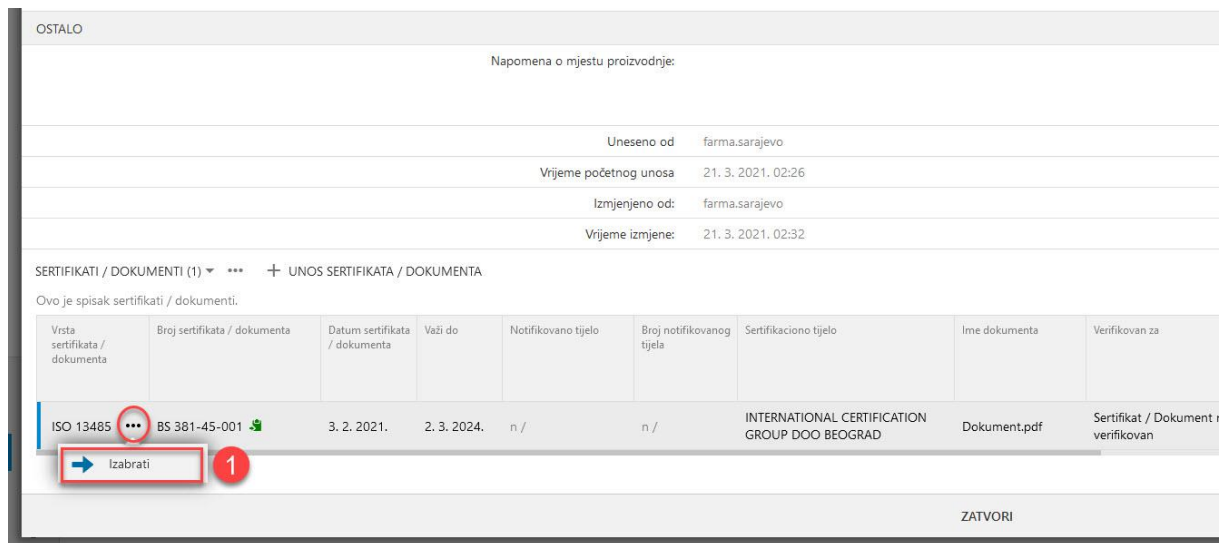 OSTALO
Napomena o mjestu proizvodnje:
Uneseno od farma.sarajevo
Vrijeme početnog unosa 21. 3. 2021. 02:26
Izmjenjeno od: farma.sarajevo
Vrijeme izmjene: 21. 3. 2021. 02:32
SERTIFIKATI / DOKUMENTI (1) ▼ ••• + UNOS SERTIFIKATA / DOKUMENTA
Ovo je spisak sertifikati / dokumenti.
Vrsta sertifikata / dokumenta
Broj sertifikata / dokumenta
Datum sertifikata / dokumenta
Važi do
Notifikovano tijelo
Broj notifikovanog tijela
Sertifikaciono tijelo
Ime dokumenta
Verifikovan za
ISO 13485 ••• BS 381-45-001 3. 2. 2021. 2. 3. 2024. n / n /
INTERNATIONAL CERTIFICATION
GROUP DOO BEOGRAD
Dokument.pdf
Sertifikat / Dokument
verifikovan
Izabrati 1
ZATVORI